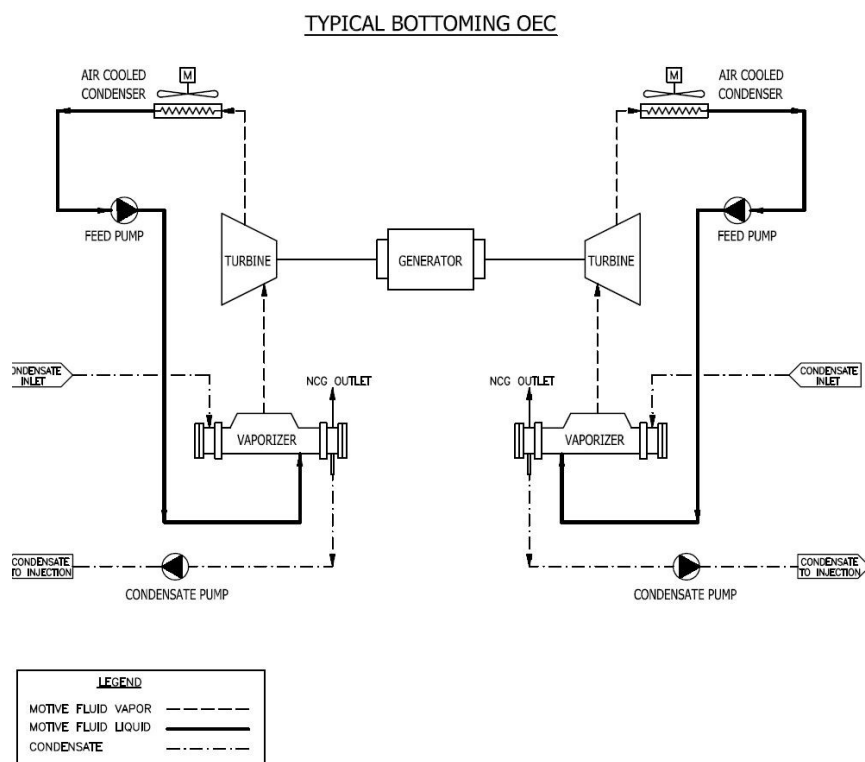 TYPICAL BOTTOMING OEC
M
AIR COOLED
CONDENSER
M
AIR COOLED
CONDENSER
FEED PUMP
FEED PUMP
TURBINE
GENERATOR
TURBINE
ONDENSATE
INLET
NCG OUTLET
NCG OUTLET
CONDENSATE
INLET
VAPORIZER
VAPORIZER
CONDENSATE
TO INJECTION
CONDENSATE PUMP
CONDENSATE PUMP
CONDENSATE
TO INJECTION
LEGEND
MOTIVE FLUID VAPOR
MOTIVE FLUID LIQUID
CONDENSATE